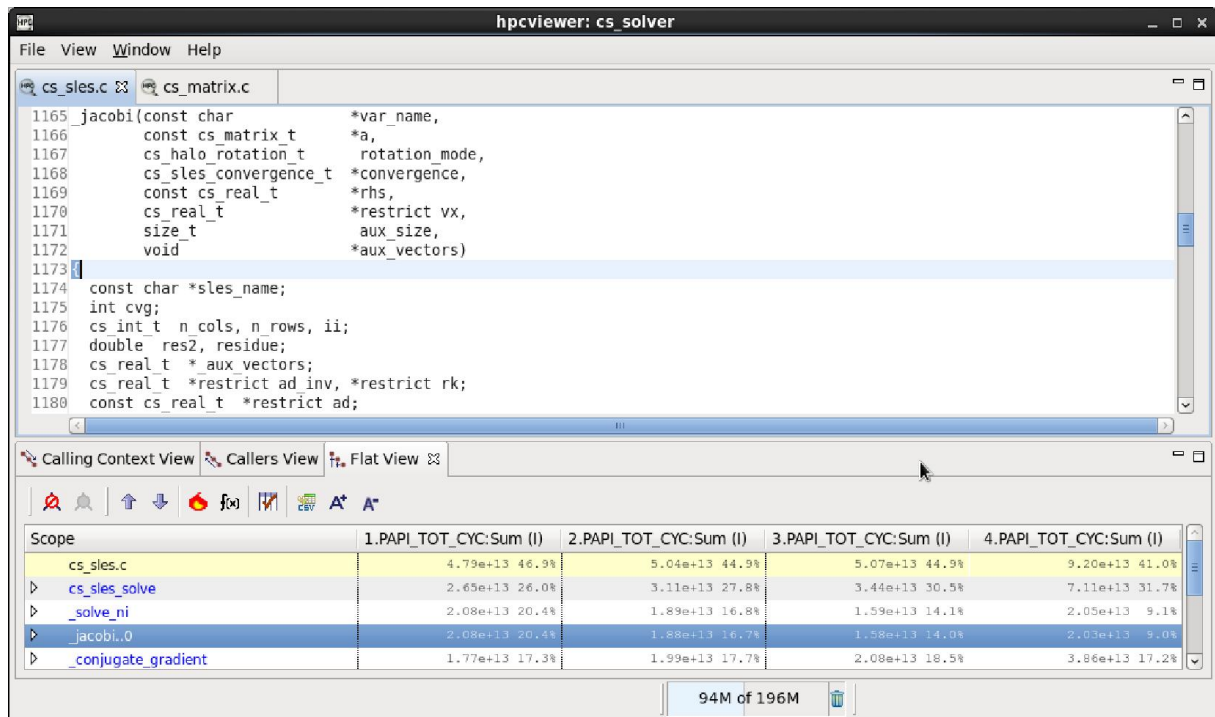 HPC hpcviewer: cs_solver
File View Window Help
cs_sles.c cs_matrix.c
1165 _jacobi(const char *var_name,
1166 const cs_matrix_t *a,
1167 cs_halo_rotation_t rotation_mode,
1168 cs_sles_convergence_t *convergence,
1169 const cs_real_t *rhs,
1170 cs_real_t *restrict vx,
1171 size_t aux_size,
1172 void *aux_vectors)
1173 {
1174 const char *sles_name;
1175 int cvg;
1176 cs_int_t n_cols, n_rows, ii;
1177 double res2, residue;
1178 cs_real_t *_aux_vectors;
1179 cs_real_t *restrict ad_inv, *restrict rk;
1180 const cs_real_t *restrict ad;
Calling Context View Callers View Flat View
f(x) CSV A+ A-
Scope 1.PAPI_TOT_CYC:Sum (I) 2.PAPI_TOT_CYC:Sum (I) 3.PAPI_TOT_CYC:Sum (I) 4.PAPI_TOT_CYC:Sum (I)
cs_sles.c 4.79e+13 46.9% 5.04e+13 44.9% 5.07e+13 44.9% 9.20e+13 41.0%
cs_sles_solve 2.65e+13 26.0% 3.11e+13 27.8% 3.44e+13 30.5% 7.11e+13 31.7%
_solve_ni 2.08e+13 20.4% 1.89e+13 16.8% 1.59e+13 14.1% 2.05e+13 9.1%
_jacobi..0 2.08e+13 20.4% 1.88e+13 16.7% 1.58e+13 14.0% 2.03e+13 9.0%
_conjugate_gradient 1.77e+13 17.3% 1.99e+13 17.7% 2.08e+13 18.5% 3.86e+13 17.2%
94M of 196M